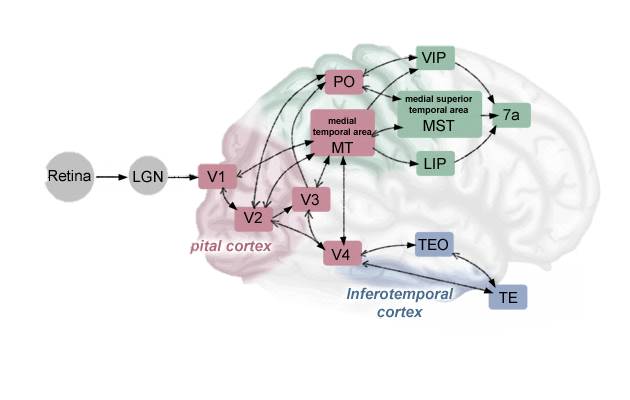 VIP
PO
medial superior
temporal area
MST
7a
medial
temporal area
MT
LIP
Retina
LGN
V1
V2
V3
pital cortex
V4
TEO
Inferotemporal
cortex
TE